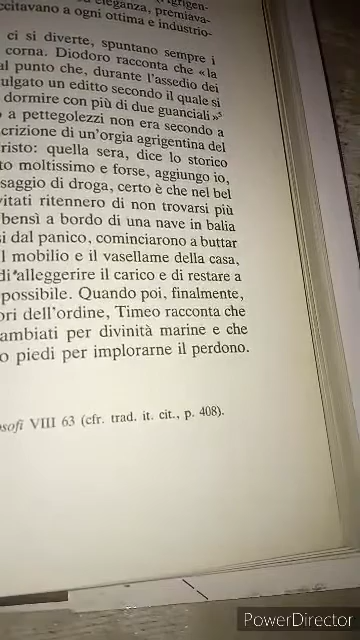 eleganza, premiava-
ccitavano a ogni ottima e industrio-
ci si diverte, spuntano sempre i
corna. Diodoro racconta che «la
al punto che, durante l'assedio dei
ulgato un editto secondo il quale si
dormire con più di due guanciali»⁵
a pettegolezzi non era secondo a
crizione di un'orgia agrigentina del
risto: quella sera, dice lo storico
to moltissimo e forse, aggiungo io,
saggio di droga, certo è che nel bel
vitati ritennero di non trovarsi più
bensì a bordo di una nave in balia
si dal panico, cominciarono a buttar
l mobilio e il vasellame della casa,
di alleggerire il carico e di restare a
possibile. Quando poi, finalmente,
ori dell'ordine, Timeo racconta che
ambiati per divinità marine e che
o piedi per implorarne il perdono.
sofi VIII 63 (cfr. trad. it. cit., p. 408).
PowerDirector